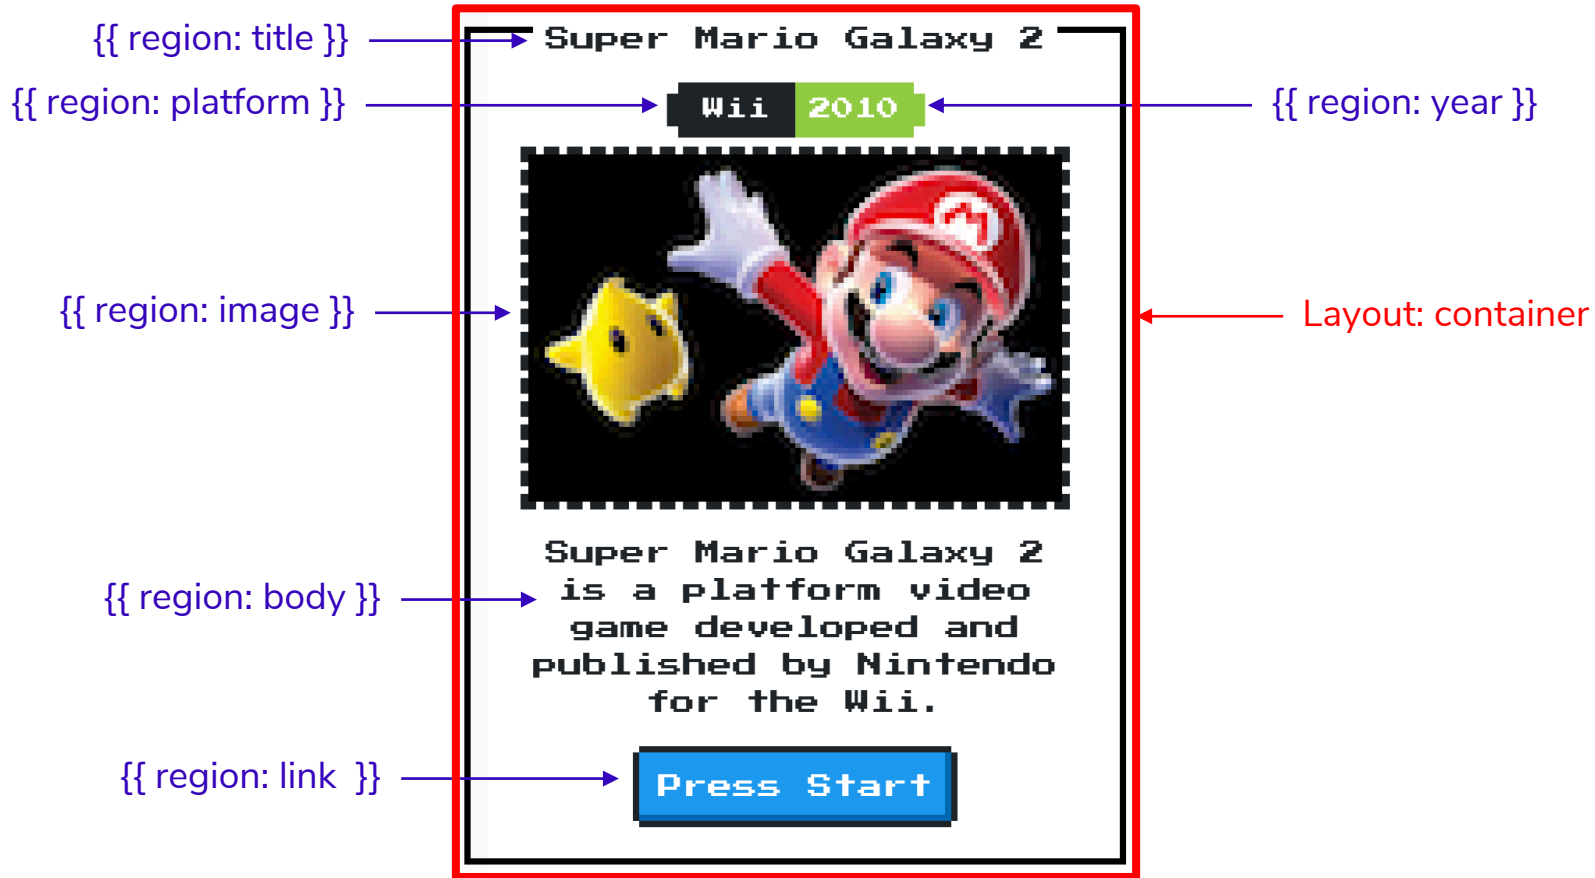 {{ region: title }}
Super Mario Galaxy 2
{{ region: platform }}
Wii 2010
{{ region: year }}
M
{{ region: image }}
Layout: container
Super Mario Galaxy 2
is a platform video
game developed and
published by Nintendo
for the Wii.
{{ region: body }}
{{ region: link }}
Press Start